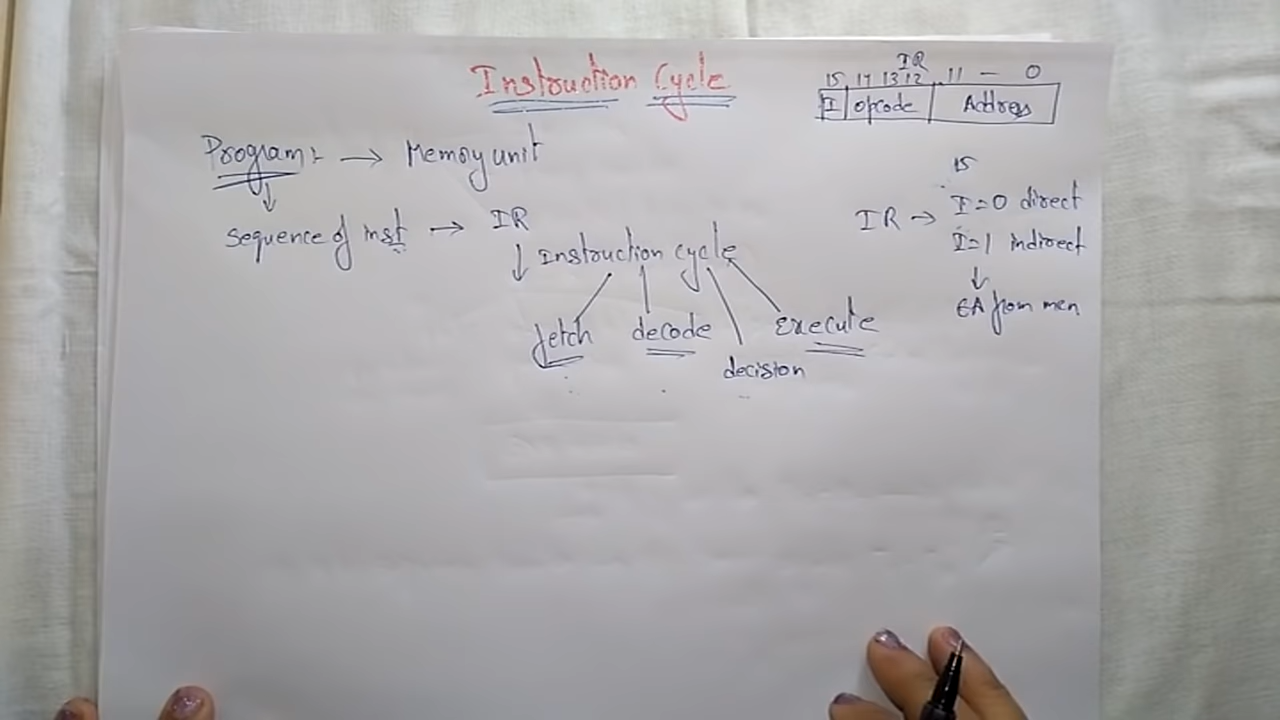 Instruction Cycle
IR
15 14 13 12 11 — 0
I opcode Address
Program:- → Memory unit
↓
sequence of inst → IR
↓ Instruction cycle
fetch decode execute
decision
15
IR → I=0 direct
I=1 indirect
↓
EA from mem